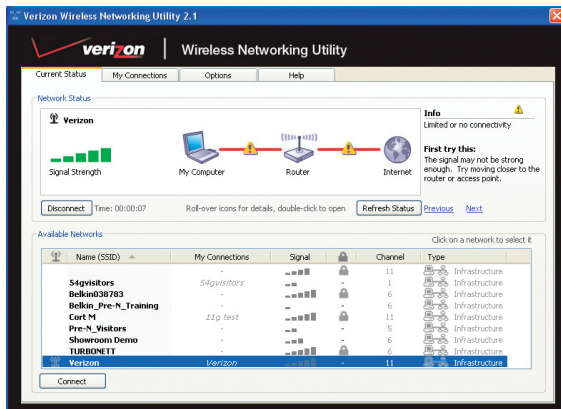 Verizon Wireless Networking Utility 2.1
verizon | Wireless Networking Utility
Current Status My Connections Options Help
Network Status
Verizon
Signal Strength
My Computer Router Internet
Info
Limited or no connectivity
First try this:
The signal may not be strong
enough. Try moving closer to the
router or access point.
Disconnect Time: 00:00:07 Roll-over icons for details, double-click to open Refresh Status Previous Next
Available Networks
Click on a network to select it
Name (SSID) My Connections Signal Channel Type
- 11 Infrastructure
54gvisitors 54gvisitors - 1 Infrastructure
Belkin038783 - 6 Infrastructure
Belkin_Pre-N_Training - - 6 Infrastructure
Cort M 11g test 11 Infrastructure
Pre-N_Visitors - - 5 Infrastructure
Showroom Demo - - 6 Infrastructure
TURBONETT - 6 Infrastructure
Verizon Verizon - 11 Infrastructure
Connect